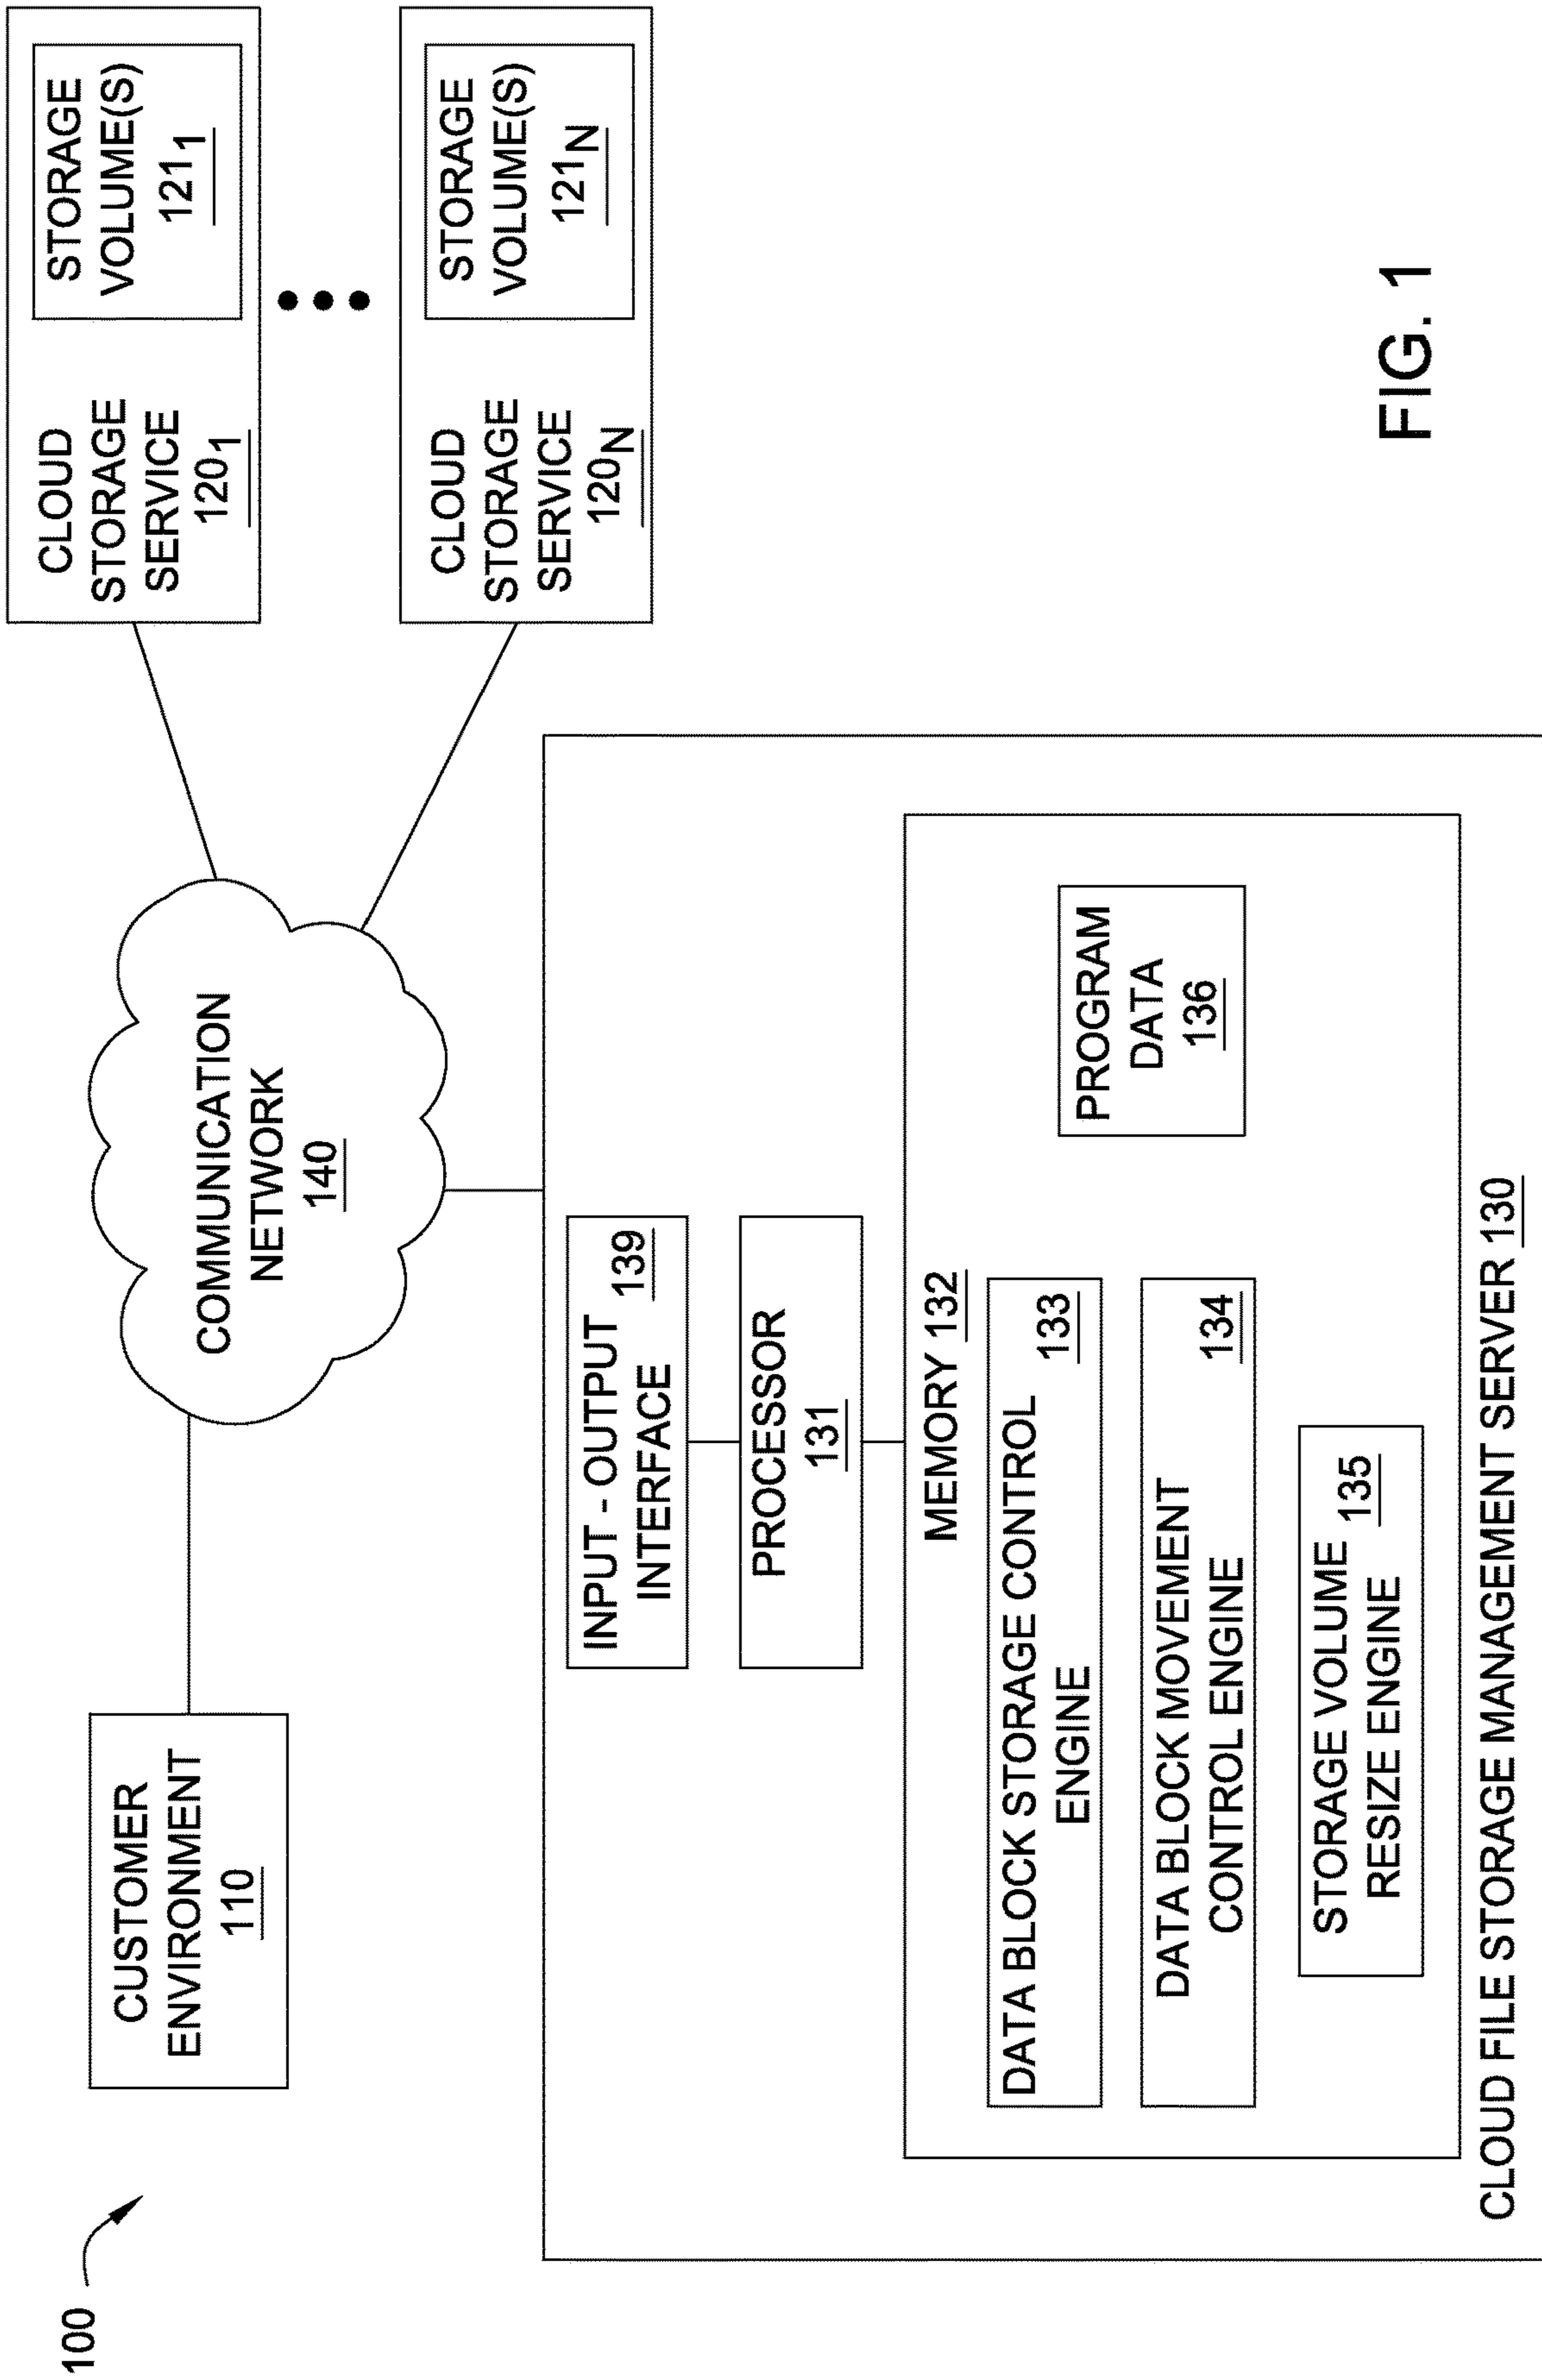 100
CUSTOMER
ENVIRONMENT
110
COMMUNICATION
NETWORK
140
CLOUD
STORAGE
SERVICE
120₁
STORAGE
VOLUME(S)
121₁
CLOUD
STORAGE
SERVICE
120N
STORAGE
VOLUME(S)
121N
INPUT - OUTPUT
INTERFACE 139
PROCESSOR
131
MEMORY 132
DATA BLOCK STORAGE CONTROL
ENGINE 133
DATA BLOCK MOVEMENT
CONTROL ENGINE 134
STORAGE VOLUME
RESIZE ENGINE 135
PROGRAM
DATA
136
CLOUD FILE STORAGE MANAGEMENT SERVER 130
FIG. 1